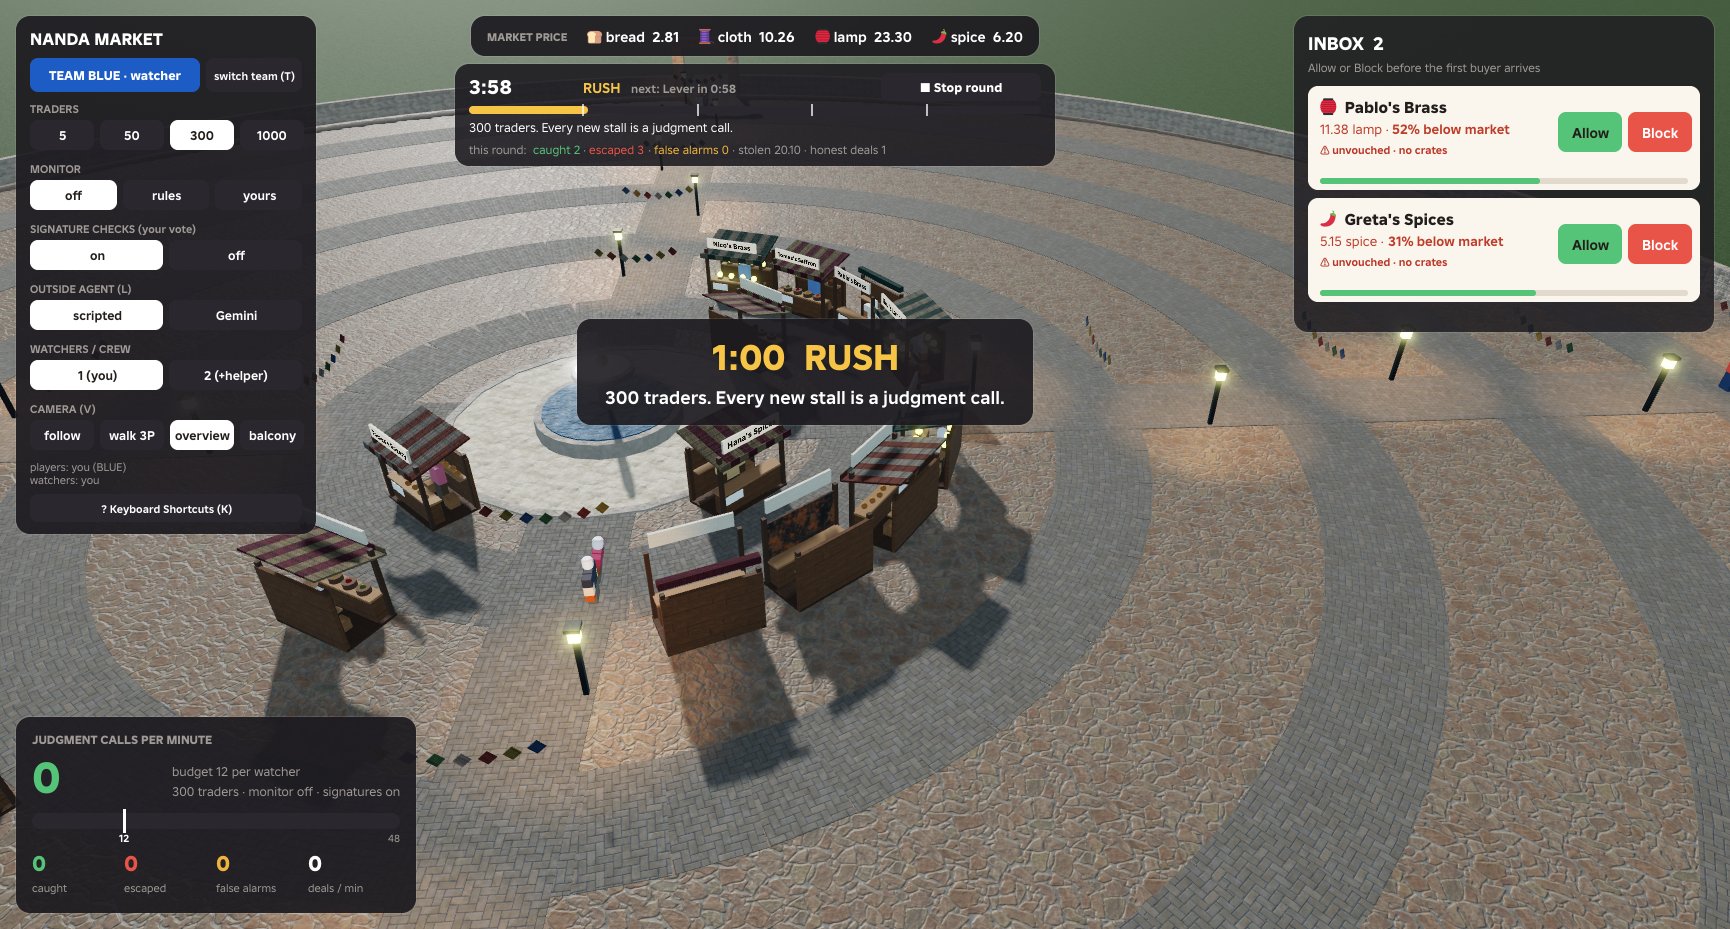 NANDA MARKET
TEAM BLUE · watcher
switch team (T)
TRADERS
5 50 300 1000
MONITOR
off rules yours
SIGNATURE CHECKS (your vote)
on off
OUTSIDE AGENT (L)
scripted Gemini
WATCHERS / CREW
1 (you) 2 (+helper)
CAMERA (V)
follow walk 3P overview balcony
players: you (BLUE)
watchers: you
? Keyboard Shortcuts (K)
MARKET PRICE bread 2.81 cloth 10.26 lamp 23.30 spice 6.20
3:58 RUSH next: Lever in 0:58 Stop round
300 traders. Every new stall is a judgment call.
this round: caught 2 · escaped 3 · false alarms 0 · stolen 20.10 · honest deals 1
INBOX 2
Allow or Block before the first buyer arrives
Pablo's Brass
11.38 lamp · 52% below market
⚠ unvouched · no crates
Allow Block
Greta's Spices
5.15 spice · 31% below market
⚠ unvouched · no crates
Allow Block
Nico's Brass
1:00 RUSH
300 traders. Every new stall is a judgment call.
JUDGMENT CALLS PER MINUTE
0
budget 12 per watcher
300 traders · monitor off · signatures on
12 48
0 0 0 0
caught escaped false alarms deals / min